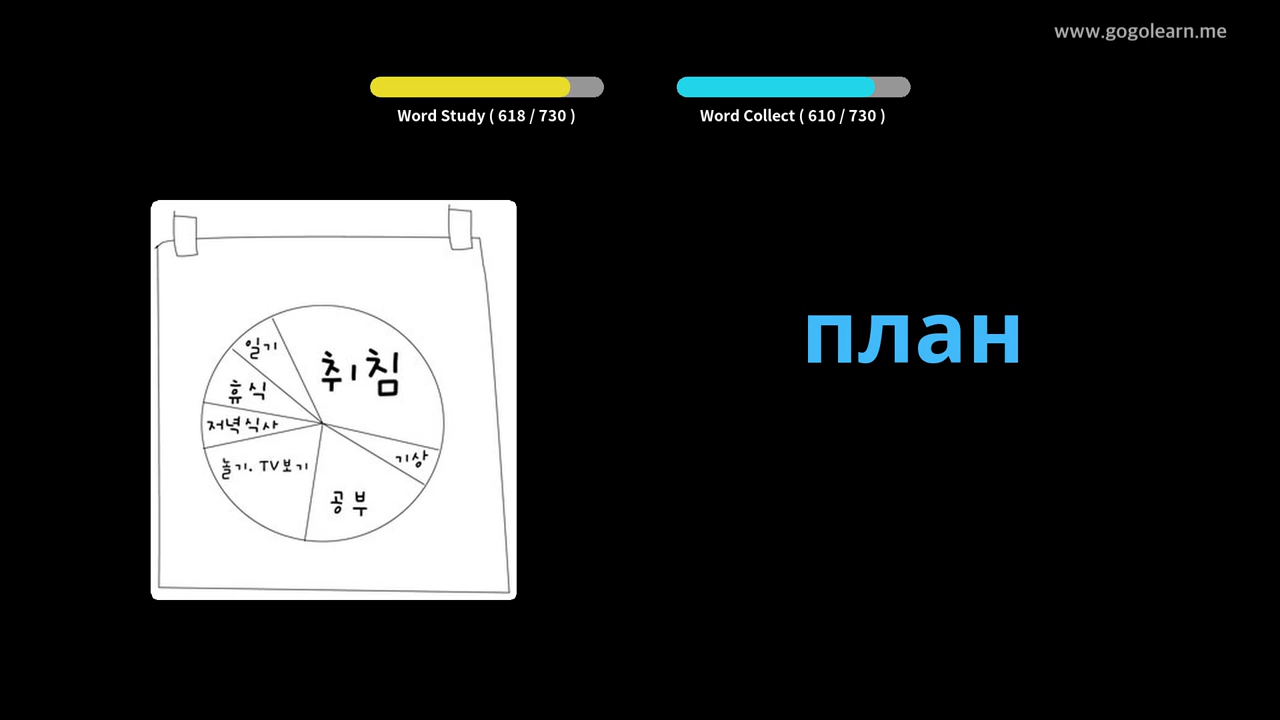 www.gogolearn.me
Word Study ( 618 / 730 )
Word Collect ( 610 / 730 )
план
일기
취침
휴식
저녁식사
놀기. TV보기
기상
공부